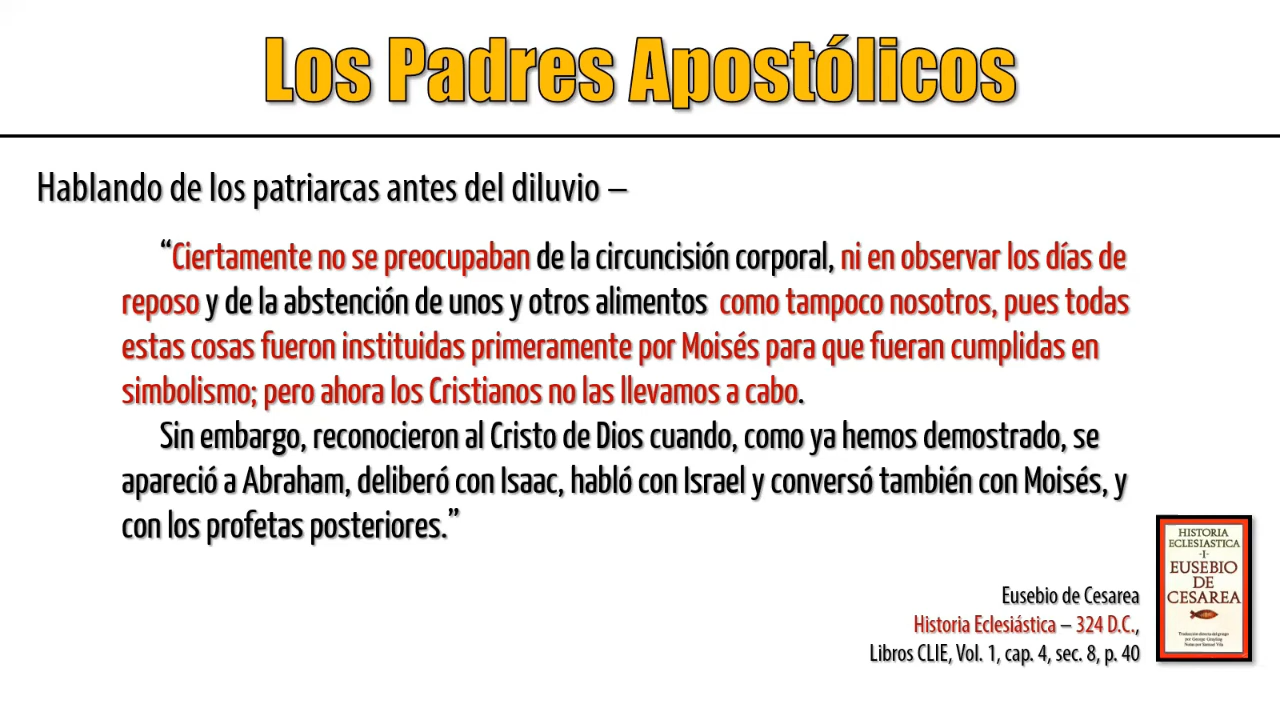 Los Padres Apostólicos
Hablando de los patriarcas antes del diluvio –
“Ciertamente no se preocupaban de la circuncisión corporal, ni en observar los días de
reposo y de la abstención de unos y otros alimentos como tampoco nosotros, pues todas
estas cosas fueron instituidas primeramente por Moisés para que fueran cumplidas en
simbolismo; pero ahora los Cristianos no las llevamos a cabo.
Sin embargo, reconocieron al Cristo de Dios cuando, como ya hemos demostrado, se
apareció a Abraham, deliberó con Isaac, habló con Israel y conversó también con Moisés, y
con los profetas posteriores.”
Eusebio de Cesarea
Historia Eclesiástica – 324 D.C.,
Libros CLIE, Vol. 1, cap. 4, sec. 8, p. 40
HISTORIA
ECLESIASTICA
-I-
EUSEBIO
DE
CESAREA